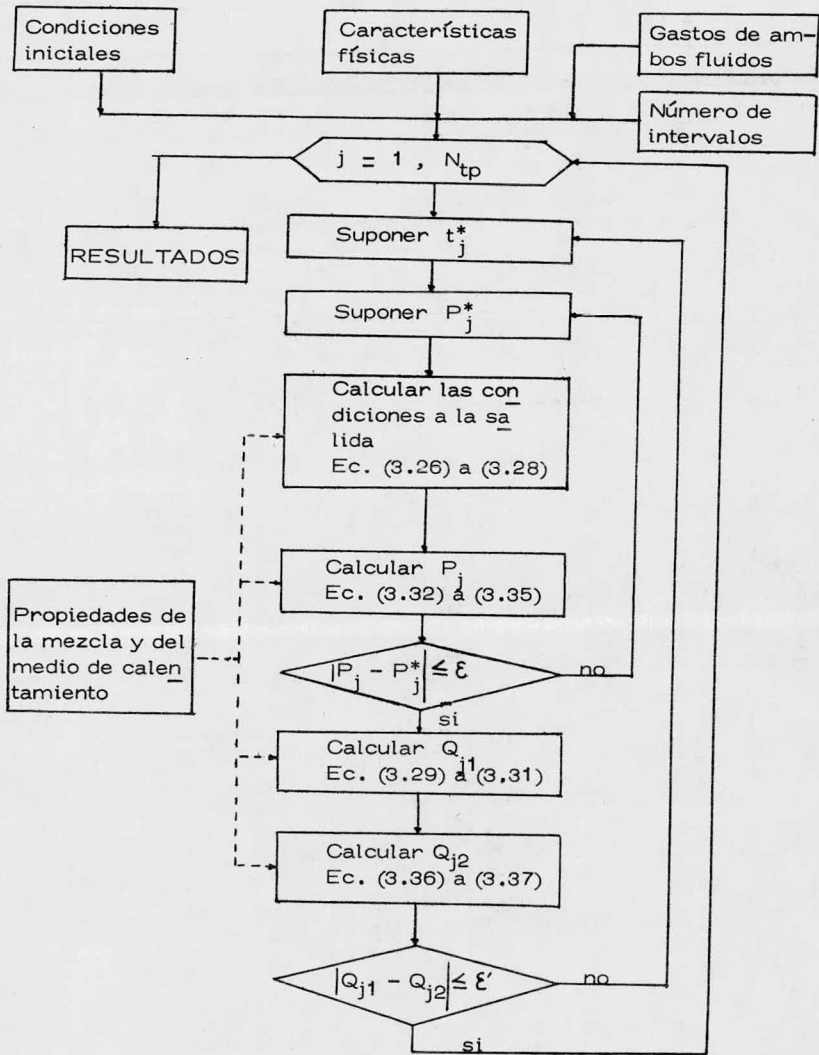 Condiciones
iniciales
Características
físicas
Gastos de am-
bos fluidos
Número de
intervalos
j = 1 , N_tp
RESULTADOS
Suponer t*_j
Suponer P*_j
Calcular las con
diciones a la sa
lida
Ec. (3.26) a (3.28)
Calcular P_j
Ec. (3.32) a (3.35)
Propiedades de
la mezcla y del
medio de calen
tamiento
|P_j - P*_j| ≤ ε
no
si
Calcular Q_j1
Ec. (3.29) a (3.31)
Calcular Q_j2
Ec. (3.36) a (3.37)
|Q_j1 - Q_j2| ≤ ε'
no
si